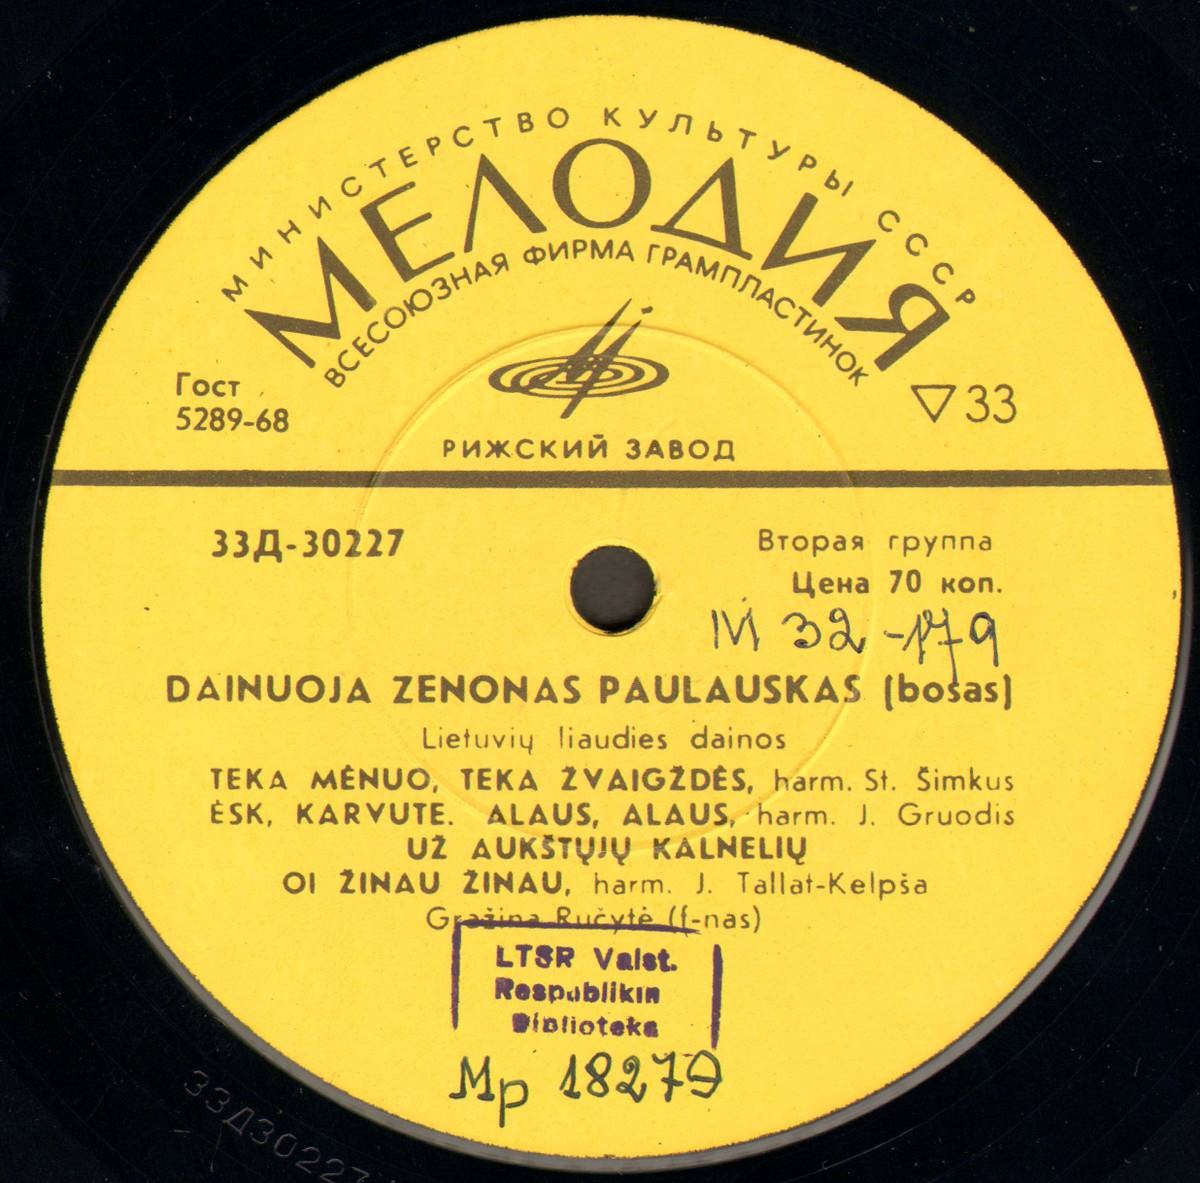 МИНИСТЕРСТВО КУЛЬТУРЫ СССР
МЕЛОДИЯ
ВСЕСОЮЗНАЯ ФИРМА ГРАМПЛАСТИНОК
Гост
5289-68
33
РИЖСКИЙ ЗАВОД
33Д-30227
Вторая группа
Цена 70 коп.
М 32-179
DAINUOJA ZENONAS PAULAUSKAS (bosas)
Lietuvių liaudies dainos
TEKA MĖNUO, TEKA ŽVAIGŽDĖS, harm. St. Šimkus
ĖSK, KARVUTE. ALAUS, ALAUS, harm. J. Gruodis
UŽ AUKŠTŲJŲ KALNELIŲ
OI ŽINAU ŽINAU, harm. J. Tallat-Kelpša
Gražina Ručytė (f-nas)
LTSR Valst.
Respublikin
Biblioteka
Мр 18279
33Д30227